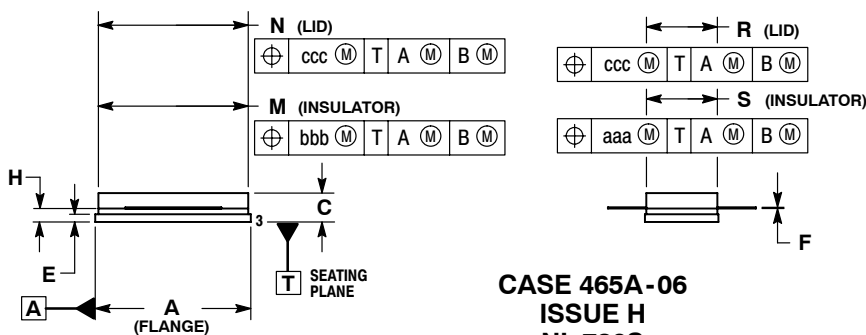 N (LID)
⌖ ccc Ⓜ T A Ⓜ B Ⓜ
R (LID)
⌖ ccc Ⓜ T A Ⓜ B Ⓜ
M (INSULATOR)
⌖ bbb Ⓜ T A Ⓜ B Ⓜ
S (INSULATOR)
⌖ aaa Ⓜ T A Ⓜ B Ⓜ
H
C
3
E
F
T SEATING
PLANE
A
A
(FLANGE)
CASE 465A-06
ISSUE H